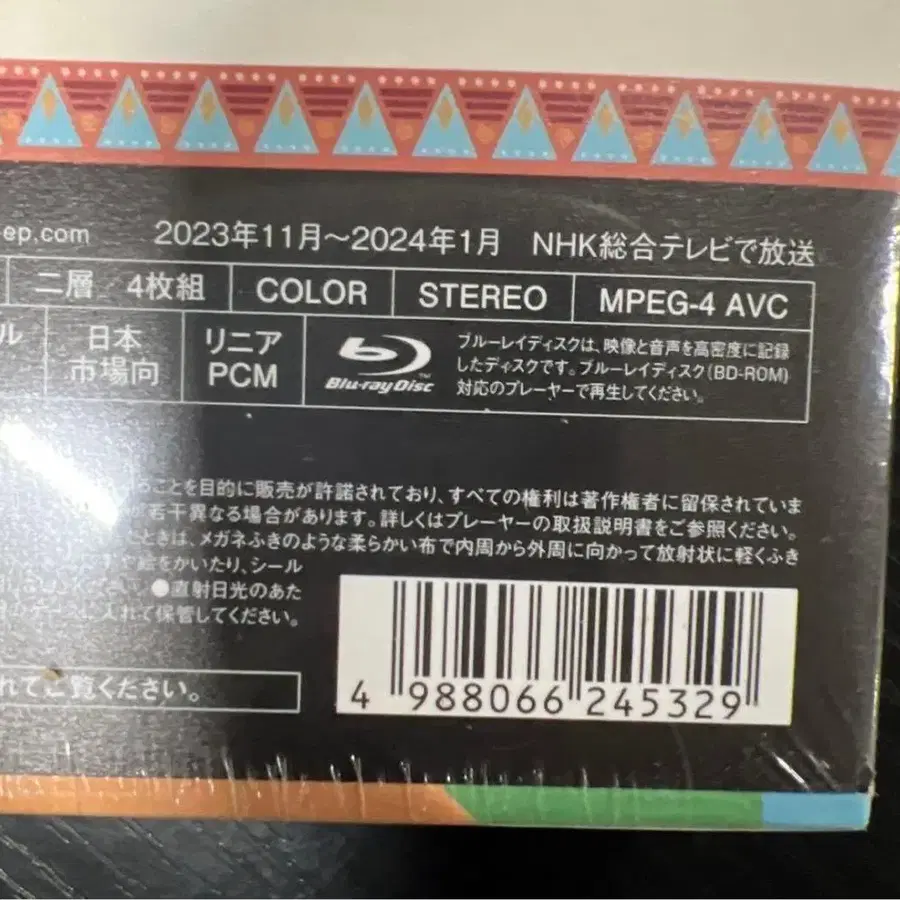 ep.com 2023年11月〜2024年1月 NHK総合テレビで放送
二層 4枚組 COLOR STEREO MPEG-4 AVC
ル 日本市場向 リニアPCM Blu-ray Disc™
ブルーレイディスクは、映像と音声を高密度に記録
したディスクです。ブルーレイディスク(BD-ROM)
対応のプレーヤーで再生してください。
ことを目的に販売が許諾されており、すべての権利は著作権者に留保されていま
若干異なる場合があります。詳しくはプレーヤーの取扱説明書をご参照ください。
ときは、メガネふきのような柔らかい布で内周から外周に向かって放射状に軽くふき
絵をかいたり、シール
●直射日光のあた
入れて保管してください。
れてご覧ください。
4 988066 245329